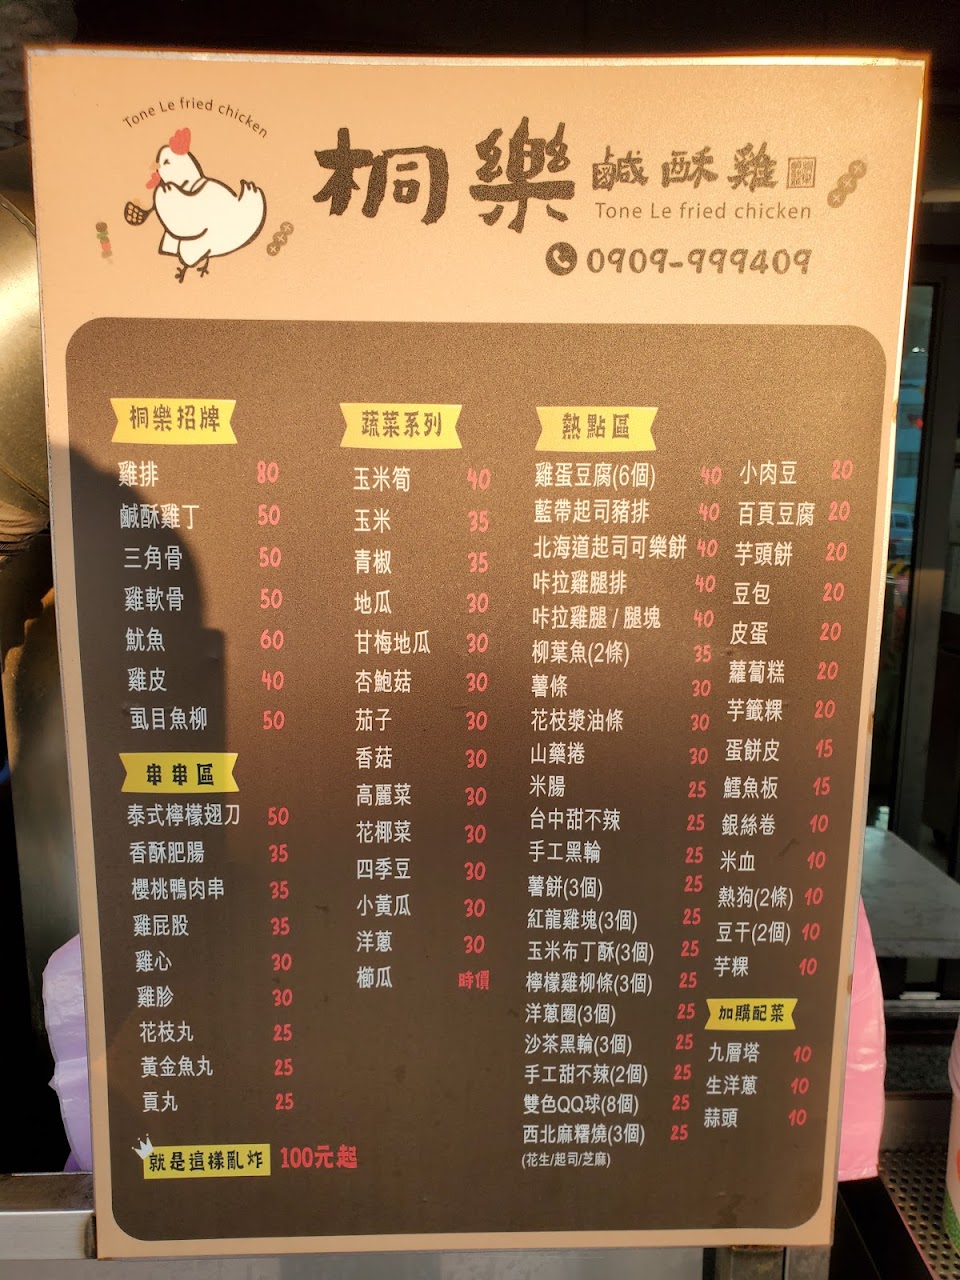 Tone Le fried chicken
桐樂 鹹酥雞
Tone Le fried chicken
0909-999409
桐樂招牌
雞排 80
鹹酥雞丁 50
三角骨 50
雞軟骨 50
魷魚 60
雞皮 40
虱目魚柳 50
串串區
泰式檸檬翅刀 50
香酥肥腸 35
櫻桃鴨肉串 35
雞屁股 35
雞心 30
雞胗 30
花枝丸 25
黃金魚丸 25
貢丸 25
就是這樣亂炸 100元起
蔬菜系列
玉米筍 40
玉米 35
青椒 35
地瓜 30
甘梅地瓜 30
杏鮑菇 30
茄子 30
香菇 30
高麗菜 30
花椰菜 30
四季豆 30
小黃瓜 30
洋蔥 30
櫛瓜 時價
熱點區
雞蛋豆腐(6個) 40
藍帶起司豬排 40
北海道起司可樂餅 40
咔拉雞腿排 40
咔拉雞腿 / 腿塊 40
柳葉魚(2條) 35
薯條 30
花枝漿油條 30
山藥捲 30
米腸 25
台中甜不辣 25
手工黑輪 25
薯餅(3個) 25
紅龍雞塊(3個) 25
玉米布丁酥(3個) 25
檸檬雞柳條(3個) 25
洋蔥圈(3個) 25
沙茶黑輪(3個) 25
手工甜不辣(2個) 25
雙色QQ球(8個) 25
西北麻糬燒(3個) 25
(花生/起司/芝麻)
小肉豆 20
百頁豆腐 20
芋頭餅 20
豆包 20
皮蛋 20
蘿蔔糕 20
芋籤粿 20
蛋餅皮 15
鱈魚板 15
銀絲卷 10
米血 10
熱狗(2條) 10
豆干(2個) 10
芋粿 10
加購配菜
九層塔 10
生洋蔥 10
蒜頭 10